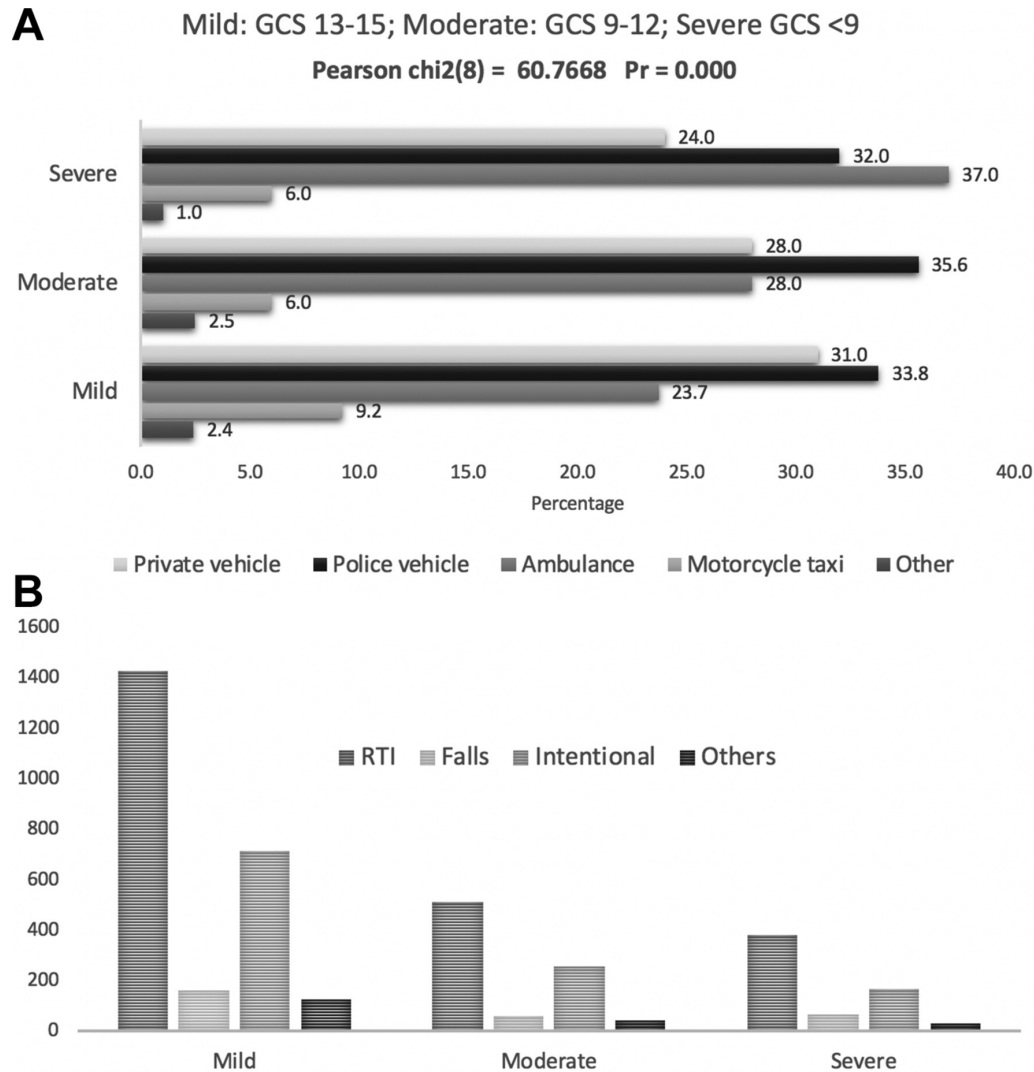 A
Mild: GCS 13-15; Moderate: GCS 9-12; Severe GCS <9
Pearson chi2(8) = 60.7668 Pr = 0.000
Severe
24.0
32.0
37.0
6.0
1.0
Moderate
28.0
35.6
28.0
6.0
2.5
Mild
31.0
33.8
23.7
9.2
2.4
0.0 5.0 10.0 15.0 20.0 25.0 30.0 35.0 40.0
Percentage
Private vehicle Police vehicle Ambulance Motorcycle taxi Other
B
1600
1400
1200
1000
800
600
400
200
0
RTI Falls Intentional Others
Mild Moderate Severe